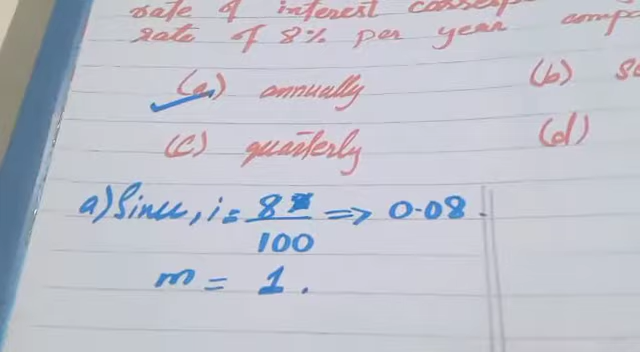 rate of interest
rate of 8% per year
(a) annually (b)
(c) quarterly (d)
a) Since, i = 8/100 => 0.08.
m = 1.